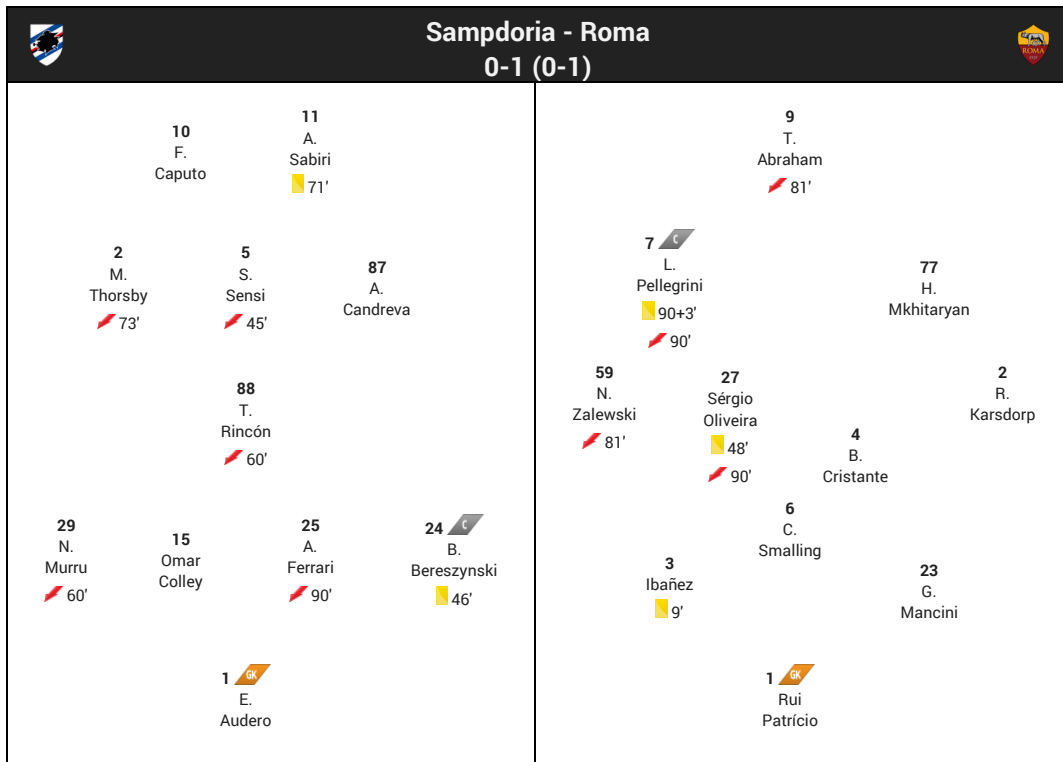 Sampdoria - Roma
0-1 (0-1)
ROMA
10
F.
Caputo
11
A.
Sabiri
71'
2
M.
Thorsby
73'
5
S.
Sensi
45'
87
A.
Candreva
88
T.
Rincón
60'
29
N.
Murru
60'
15
Omar
Colley
25
A.
Ferrari
90'
24 C
B.
Bereszynski
46'
1 GK
E.
Audero
9
T.
Abraham
81'
7 C
L.
Pellegrini
90+3'
90'
77
H.
Mkhitaryan
59
N.
Zalewski
81'
27
Sérgio
Oliveira
48'
90'
4
B.
Cristante
2
R.
Karsdorp
6
C.
Smalling
3
Ibañez
9'
23
G.
Mancini
1 GK
Rui
Patrício